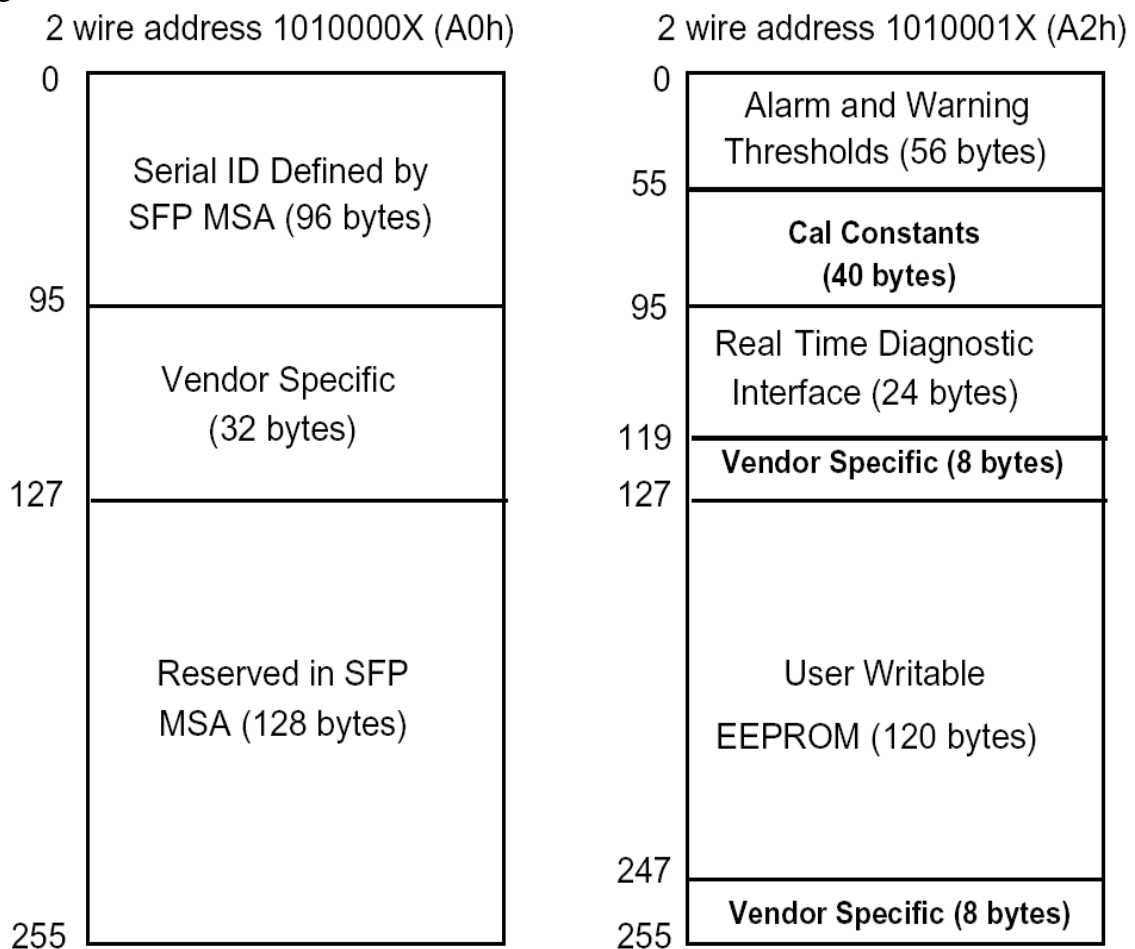 2 wire address 1010000X (A0h)
0
Serial ID Defined by
SFP MSA (96 bytes)
95
Vendor Specific
(32 bytes)
127
Reserved in SFP
MSA (128 bytes)
255
2 wire address 1010001X (A2h)
0
Alarm and Warning
Thresholds (56 bytes)
55
Cal Constants
(40 bytes)
95
Real Time Diagnostic
Interface (24 bytes)
119
Vendor Specific (8 bytes)
127
User Writable
EEPROM (120 bytes)
247
Vendor Specific (8 bytes)
255